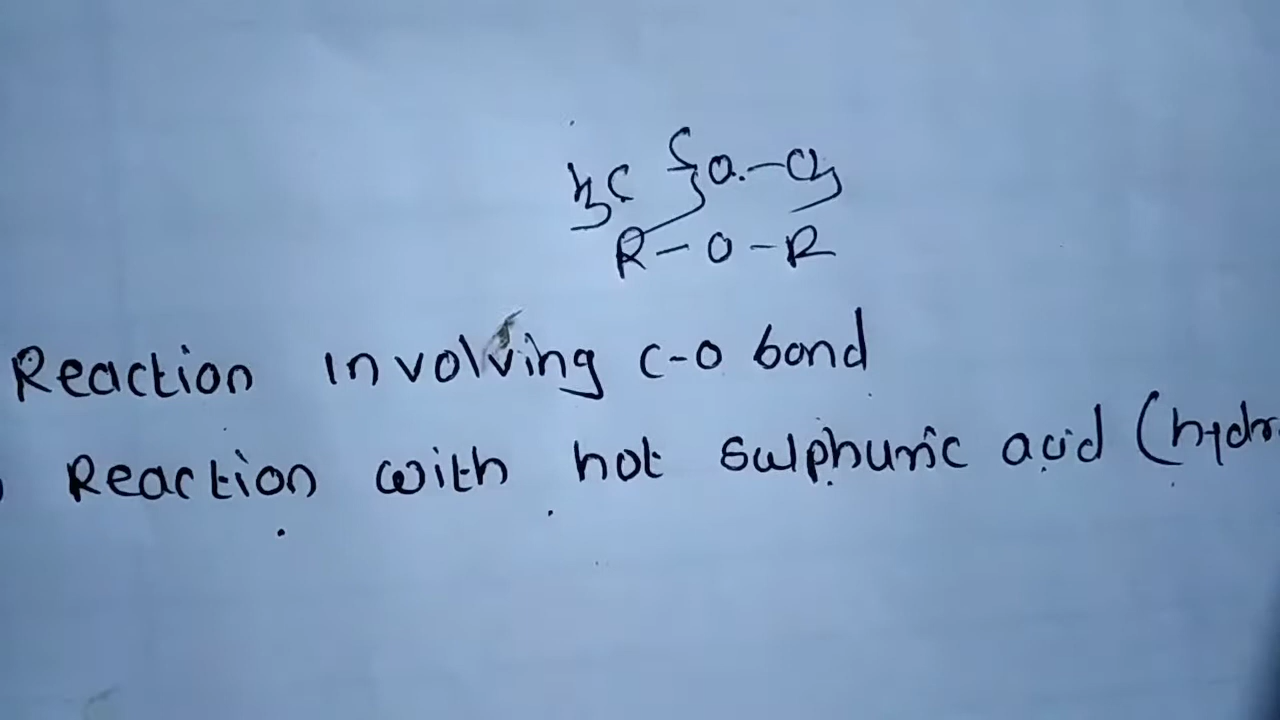 H3C O-CH3
R-O-R
Reaction Involving C-O bond
Reaction with hot Sulphuric acid (hydr